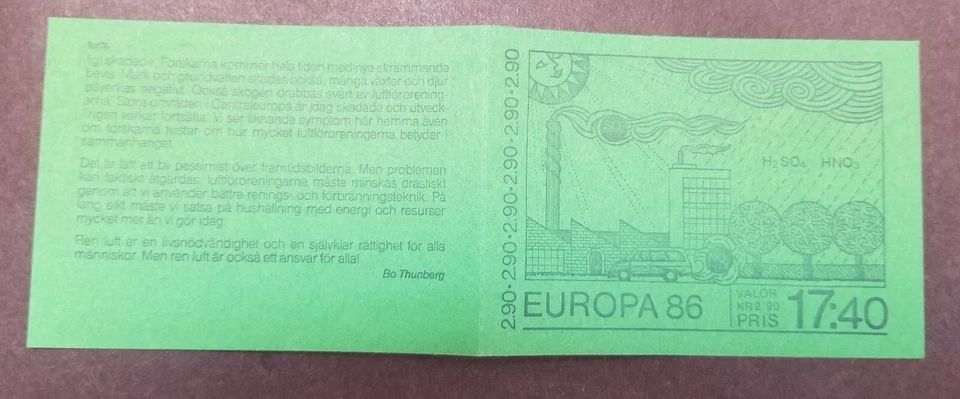 forts.
ligt skadade. Forskarna kommer hela tiden med nya skrämmande
bevis. Mark och grundvatten skadas också, många växter och djur
påverkas negativt. Också skogen drabbas svårt av luftförorening-
arna. Stora områden i Centraleuropa är idag skadade och utveck-
lingen verkar fortsätta. Vi ser liknande symptom här hemma även
om forskarna tvistar om hur mycket luftföroreningarna betyder i
sammanhanget.
Det är lätt att bli pessimist över framtidsbilderna. Men problemen
kan faktiskt åtgärdas, luftföroreningarna måste minskas drastiskt
genom att vi använder bättre renings- och förbränningsteknik. På
lång sikt måste vi satsa på hushållning med energi och resurser
mycket mer än vi gör idag.
Ren luft är en livsnödvändighet och en självklar rättighet för alla
människor. Men ren luft är också ett ansvar för alla!
Bo Thunberg
2.90·2.90·2.90·2.90·2.90·2.90
H2SO4 HNO3
EUROPA 86
VALÖR
KR 2·90
PRIS 17:40